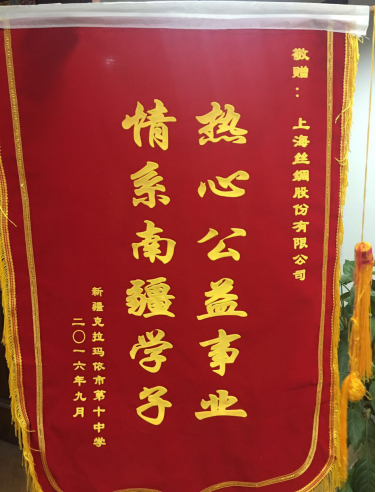 敬赠：上海丝绸股份有限公司
热心公益事业
情系南疆学子
新疆克拉玛依市第十中学
二〇一六年九月